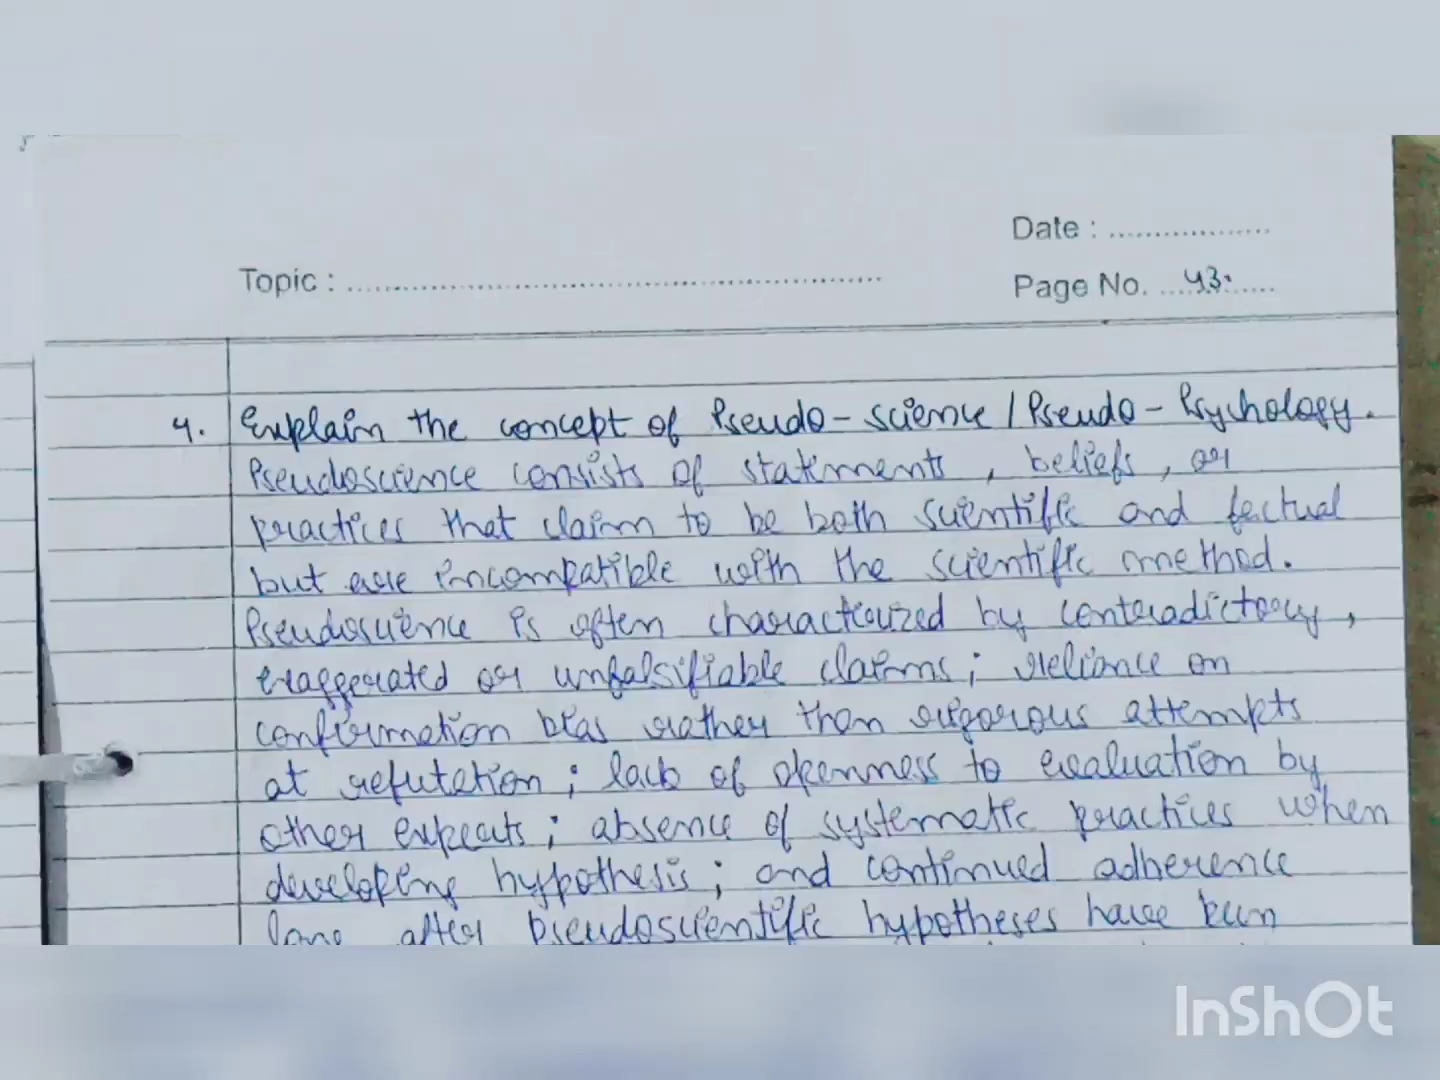 Date : ..................
Topic : ............................................................
Page No. ....43......
4. Explain the concept of Pseudo-science / Pseudo-Psychology.
Pseudoscience consists of statements, beliefs, or
practices that claim to be both scientific and factual
but are incompatible with the scientific method.
Pseudoscience is often characterized by contradictory,
exaggerated or unfalsifiable claims; reliance on
confirmation bias rather than rigorous attempts
at refutation; lack of openness to evaluation by
other experts; absence of systematic practices when
developing hypothesis; and continued adherence
long after pseudoscientific hypotheses have been
InShOt